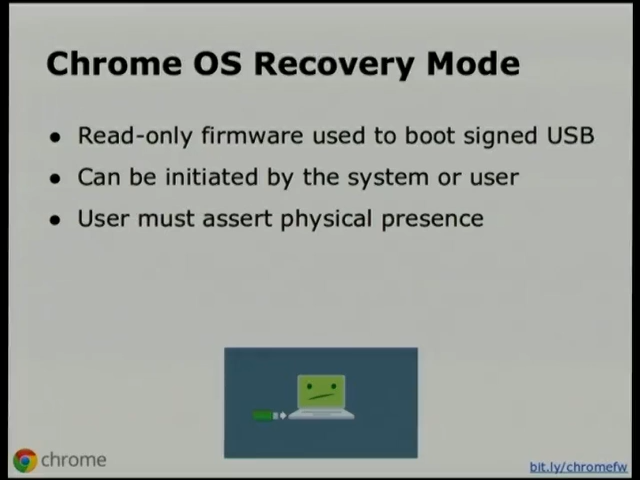 Chrome OS Recovery Mode
● Read-only firmware used to boot signed USB
● Can be initiated by the system or user
● User must assert physical presence
chrome
bit.ly/chromefw